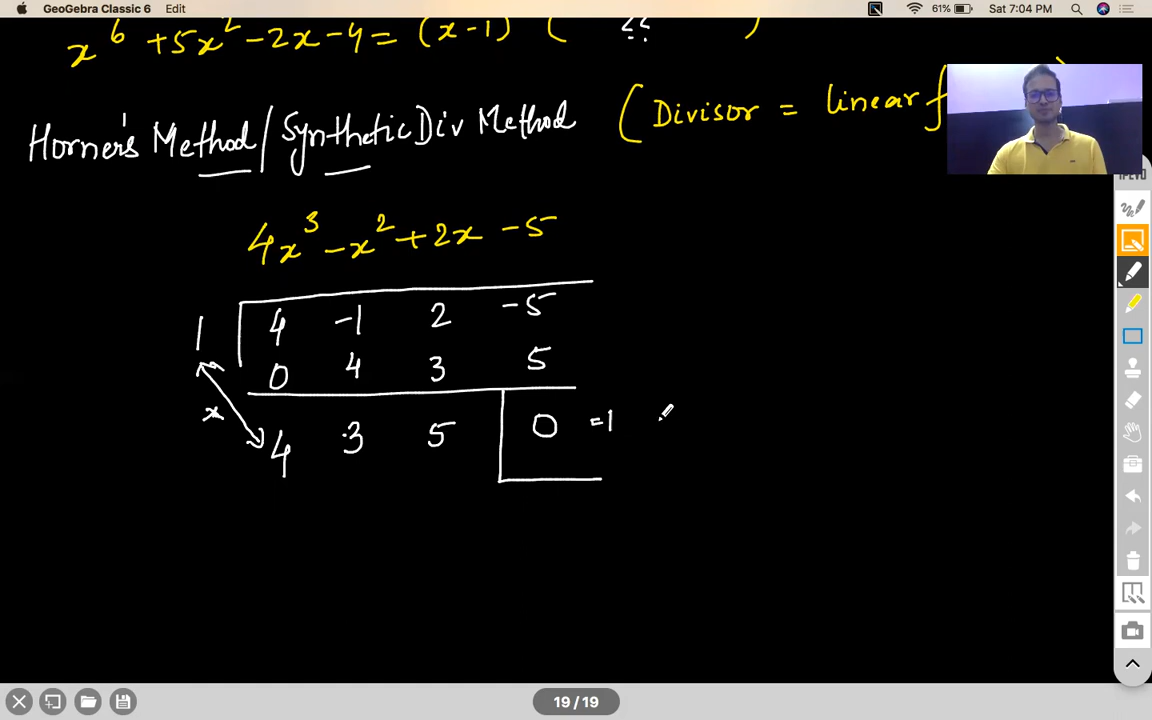 GeoGebra Classic 6 Edit 61% Sat 7:04 PM
x⁶ + 5x² - 2x - 4 = (x - 1) ( ?? )
(Divisor = linear
Horner's Method / Synthetic Div Method
4x³ - x² + 2x - 5
1 4 -1 2 -5
0 4 3 5
x
4 3 5 0 =1
19 / 19